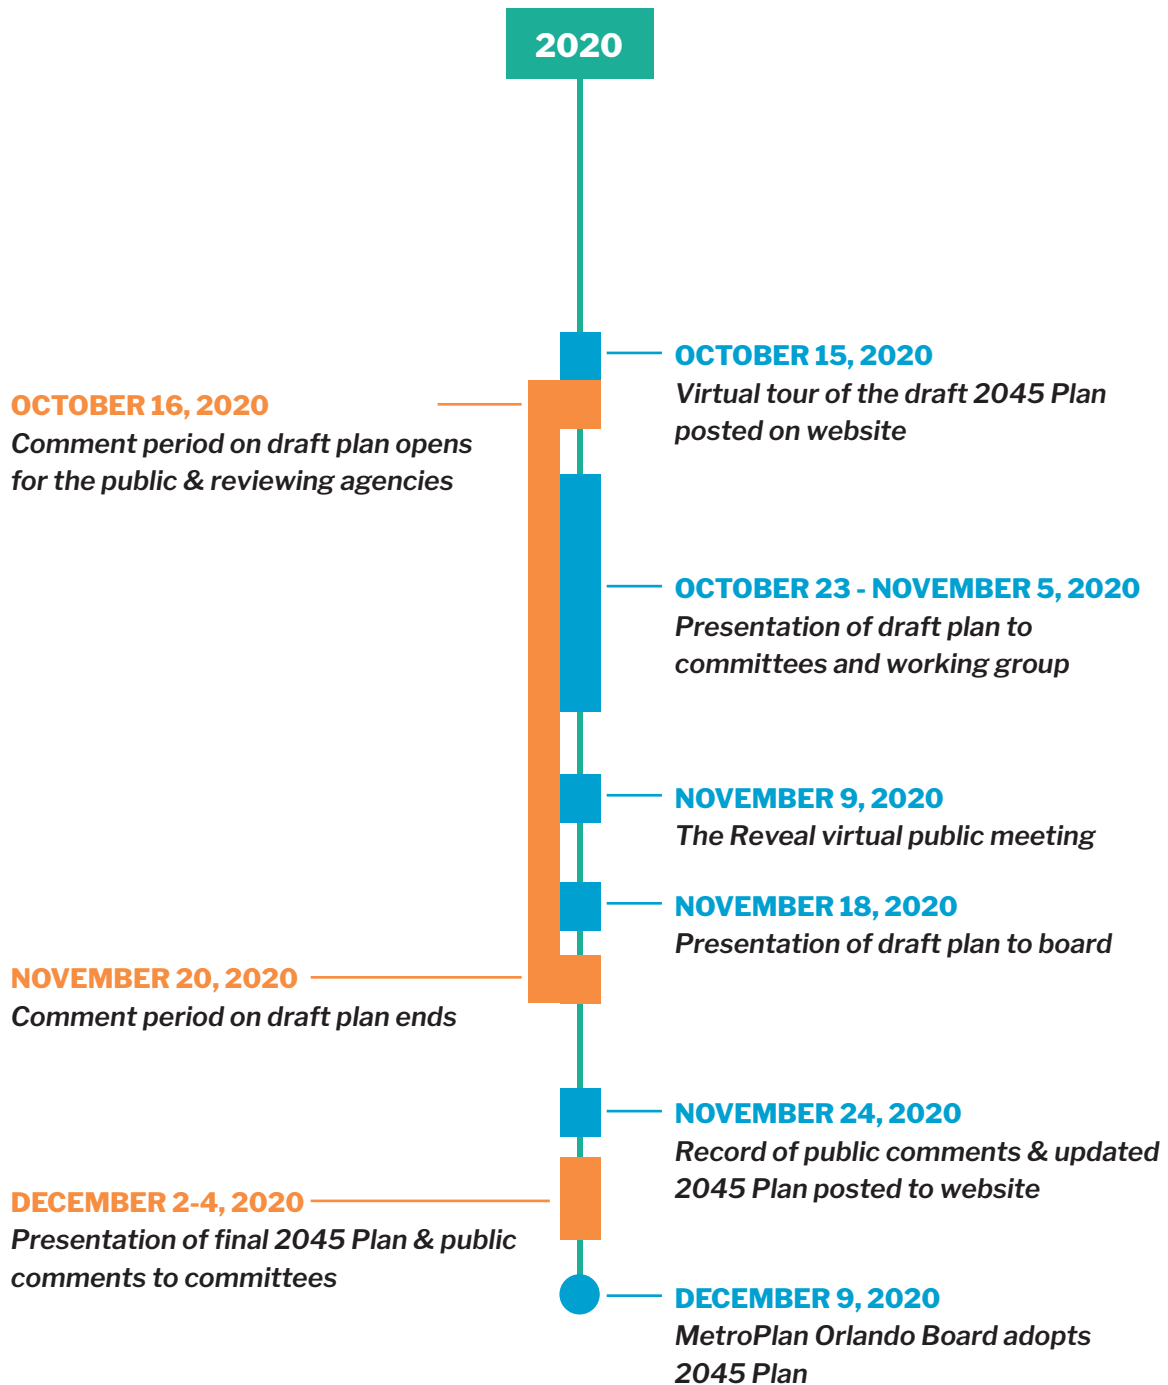 2020
OCTOBER 15, 2020
Virtual tour of the draft 2045 Plan
posted on website
OCTOBER 16, 2020
Comment period on draft plan opens
for the public & reviewing agencies
OCTOBER 23 - NOVEMBER 5, 2020
Presentation of draft plan to
committees and working group
NOVEMBER 9, 2020
The Reveal virtual public meeting
NOVEMBER 18, 2020
Presentation of draft plan to board
NOVEMBER 20, 2020
Comment period on draft plan ends
NOVEMBER 24, 2020
Record of public comments & updated
2045 Plan posted to website
DECEMBER 2-4, 2020
Presentation of final 2045 Plan & public
comments to committees
DECEMBER 9, 2020
MetroPlan Orlando Board adopts
2045 Plan